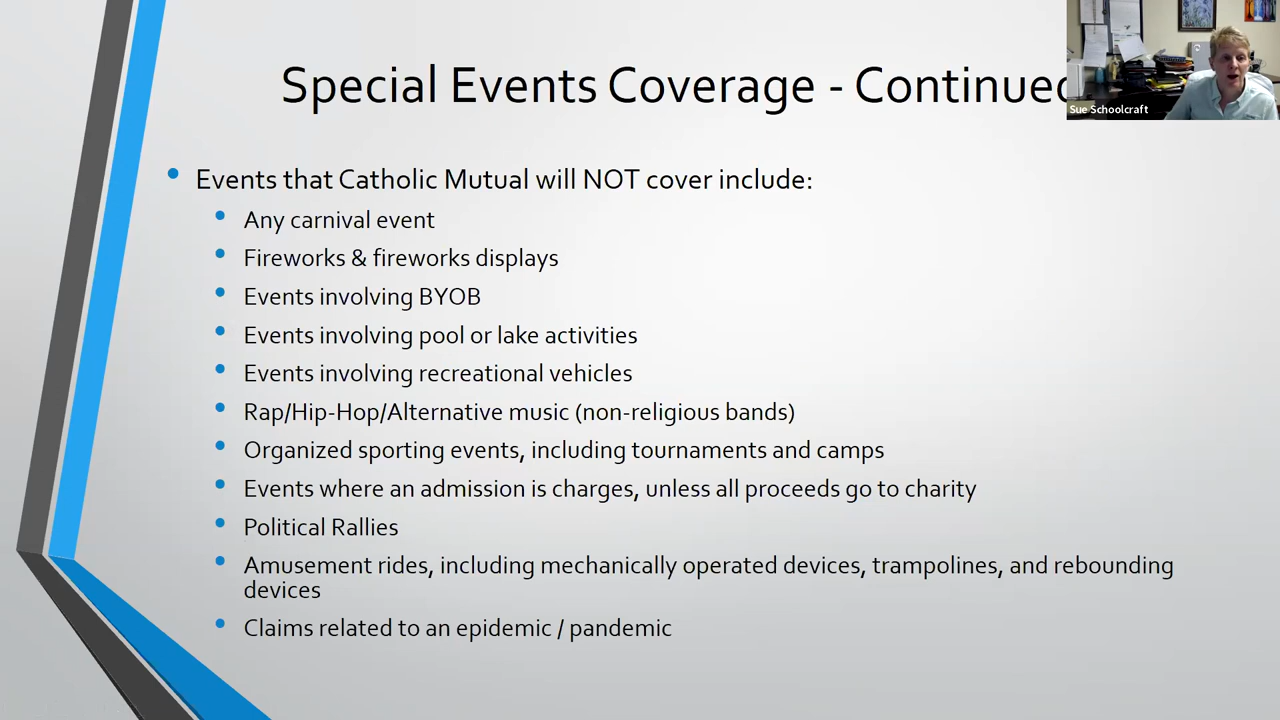 Special Events Coverage - Continued
Sue Schoolcraft
Events that Catholic Mutual will NOT cover include:
Any carnival event
Fireworks & fireworks displays
Events involving BYOB
Events involving pool or lake activities
Events involving recreational vehicles
Rap/Hip-Hop/Alternative music (non-religious bands)
Organized sporting events, including tournaments and camps
Events where an admission is charges, unless all proceeds go to charity
Political Rallies
Amusement rides, including mechanically operated devices, trampolines, and rebounding
devices
Claims related to an epidemic / pandemic